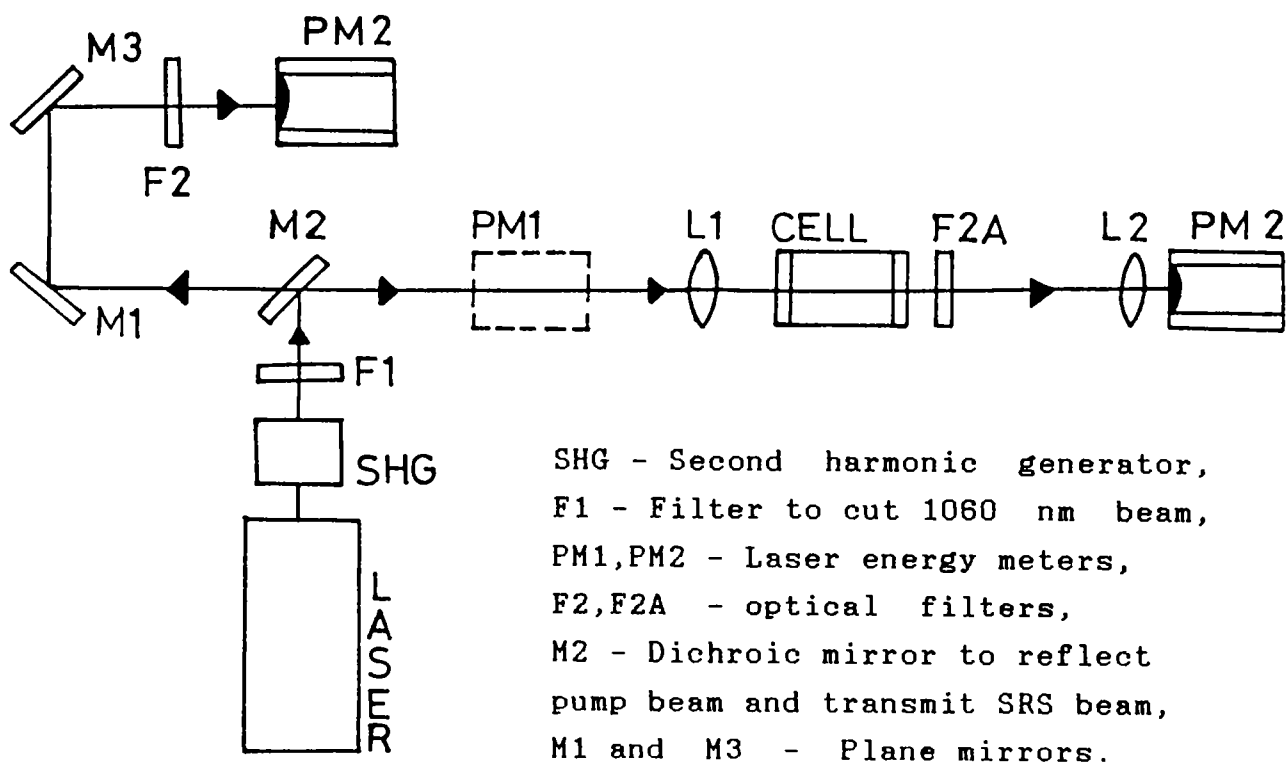 M3
PM2
F2
M2
PM1
L1
CELL
F2A
L2
PM 2
M1
F1
SHG
LASER
SHG - Second harmonic generator,
F1 - Filter to cut 1060 nm beam,
PM1,PM2 - Laser energy meters,
F2,F2A - optical filters,
M2 - Dichroic mirror to reflect
pump beam and transmit SRS beam,
M1 and M3 - Plane mirrors.